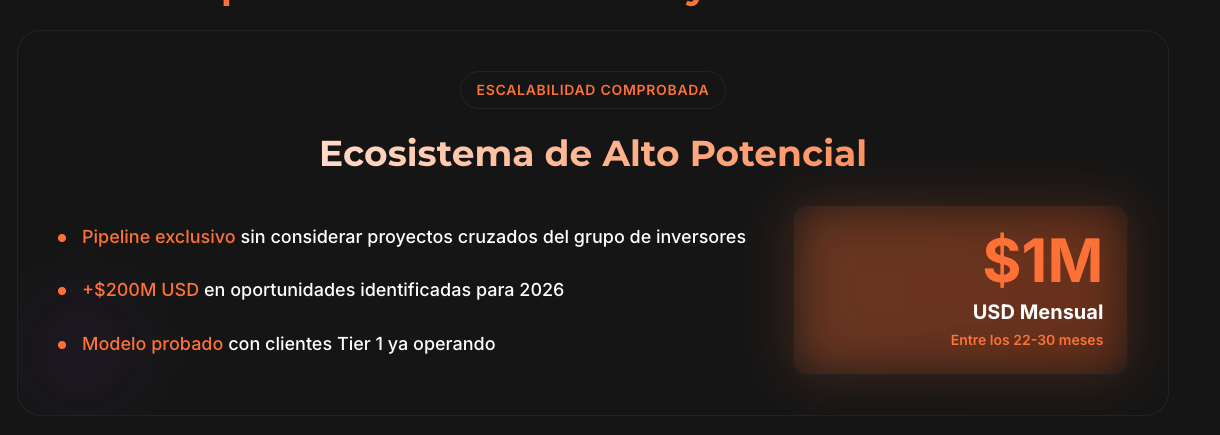 ESCALABILIDAD COMPROBADA
Ecosistema de Alto Potencial
Pipeline exclusivo sin considerar proyectos cruzados del grupo de inversores
+$200M USD en oportunidades identificadas para 2026
Modelo probado con clientes Tier 1 ya operando
$1M
USD Mensual
Entre los 22-30 meses